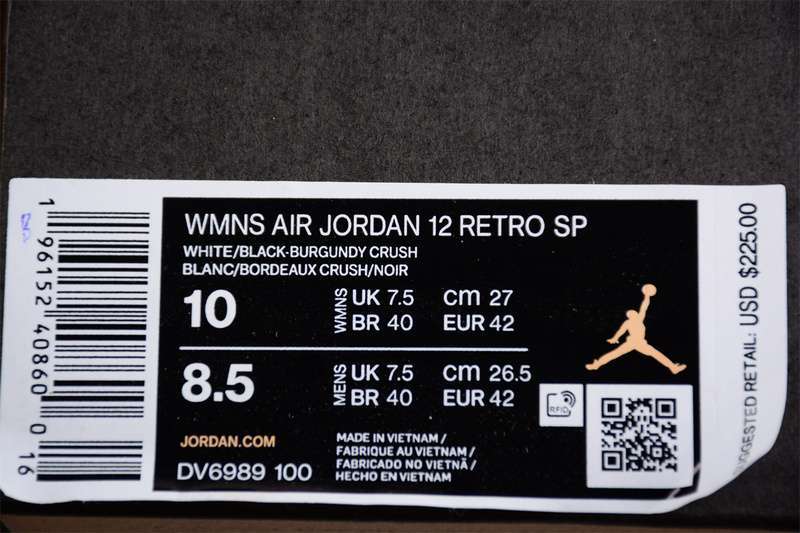 WMNS AIR JORDAN 12 RETRO SP
WHITE/BLACK-BURGUNDY CRUSH
BLANC/BORDEAUX CRUSH/NOIR
10
WMNS
UK 7.5 CM 27
BR 40 EUR 42
8.5
MENS
UK 7.5 CM 26.5
BR 40 EUR 42
RFID
JORDAN.COM
DV6989 100
MADE IN VIETNAM /
FABRIQUE AU VIETNAM /
FABRICADO NO VIETNÃ /
HECHO EN VIETNAM
1 96152 40860 0 16
SUGGESTED RETAIL: USD $225.00